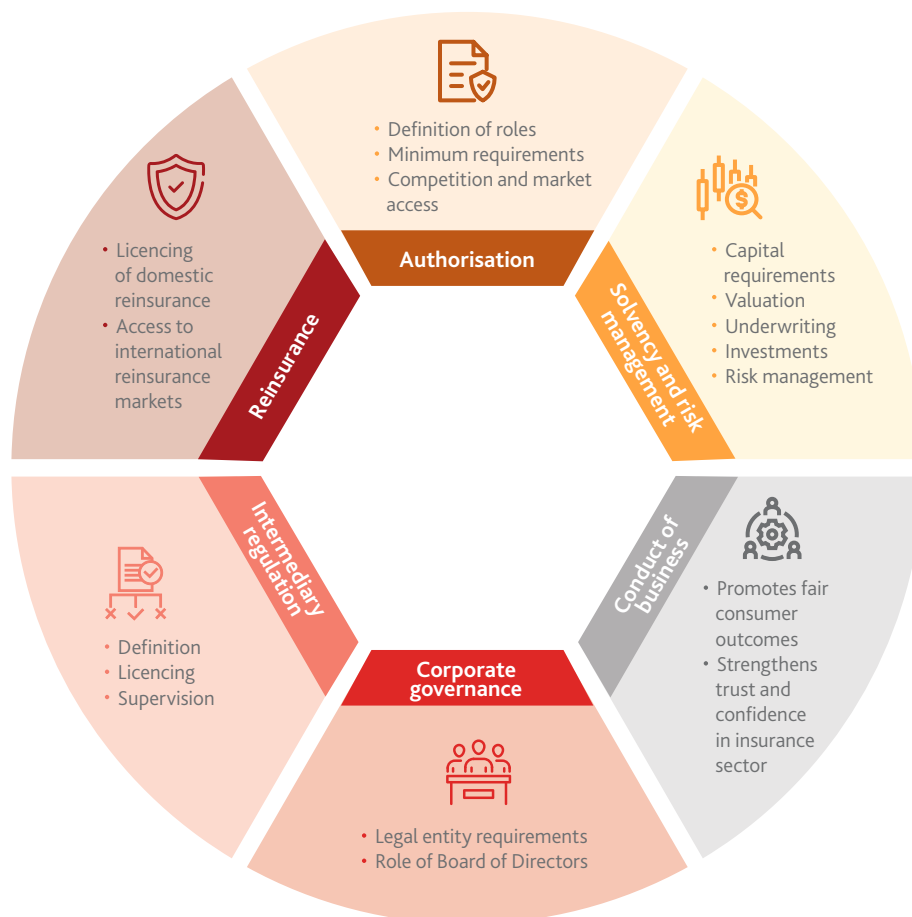 Authorisation
• Definition of roles
• Minimum requirements
• Competition and market
access
Solvency and risk
management
• Capital
requirements
• Valuation
• Underwriting
• Investments
• Risk management
Conduct of
business
• Promotes fair
consumer
outcomes
• Strengthens
trust and
confidence
in insurance
sector
Corporate
governance
• Legal entity requirements
• Role of Board of Directors
Intermediary
regulation
• Definition
• Licencing
• Supervision
Reinsurance
• Licencing
of domestic
reinsurance
• Access to
international
reinsurance
markets
$